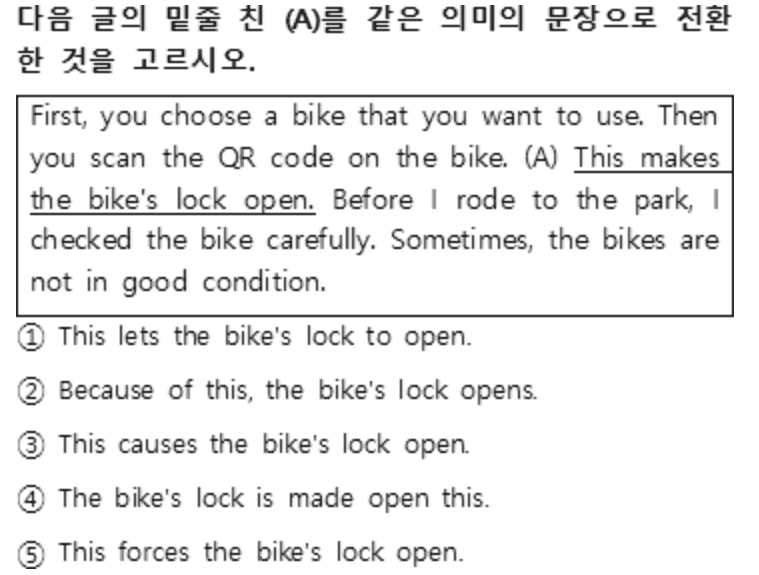 다음 글의 밑줄 친 (A)를 같은 의미의 문장으로 전환
한 것을 고르시오.
First, you choose a bike that you want to use. Then
you scan the QR code on the bike. (A) This makes
the bike's lock open. Before I rode to the park, I
checked the bike carefully. Sometimes, the bikes are
not in good condition.
① This lets the bike's lock to open.
② Because of this, the bike's lock opens.
③ This causes the bike's lock open.
④ The bike's lock is made open this.
⑤ This forces the bike's lock open.